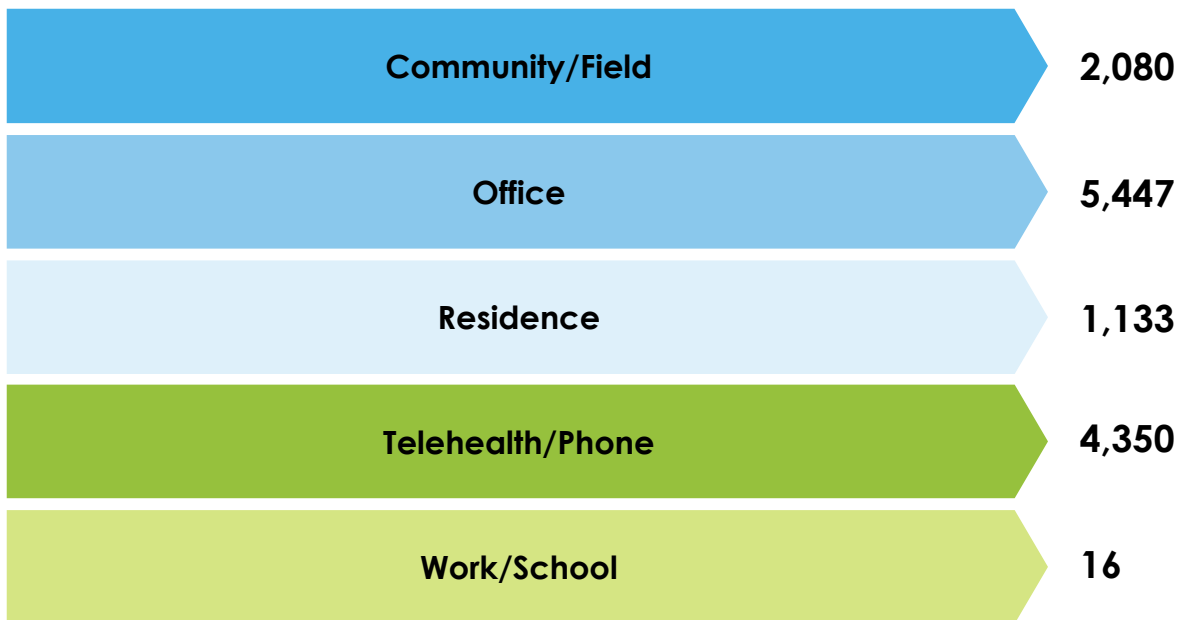 Community/Field 2,080
Office 5,447
Residence 1,133
Telehealth/Phone 4,350
Work/School 16